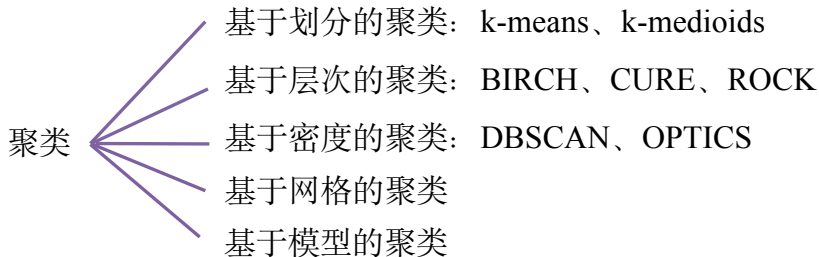 基于划分的聚类：k-means、k-medioids
基于层次的聚类：BIRCH、CURE、ROCK
聚类
基于密度的聚类：DBSCAN、OPTICS
基于网格的聚类
基于模型的聚类